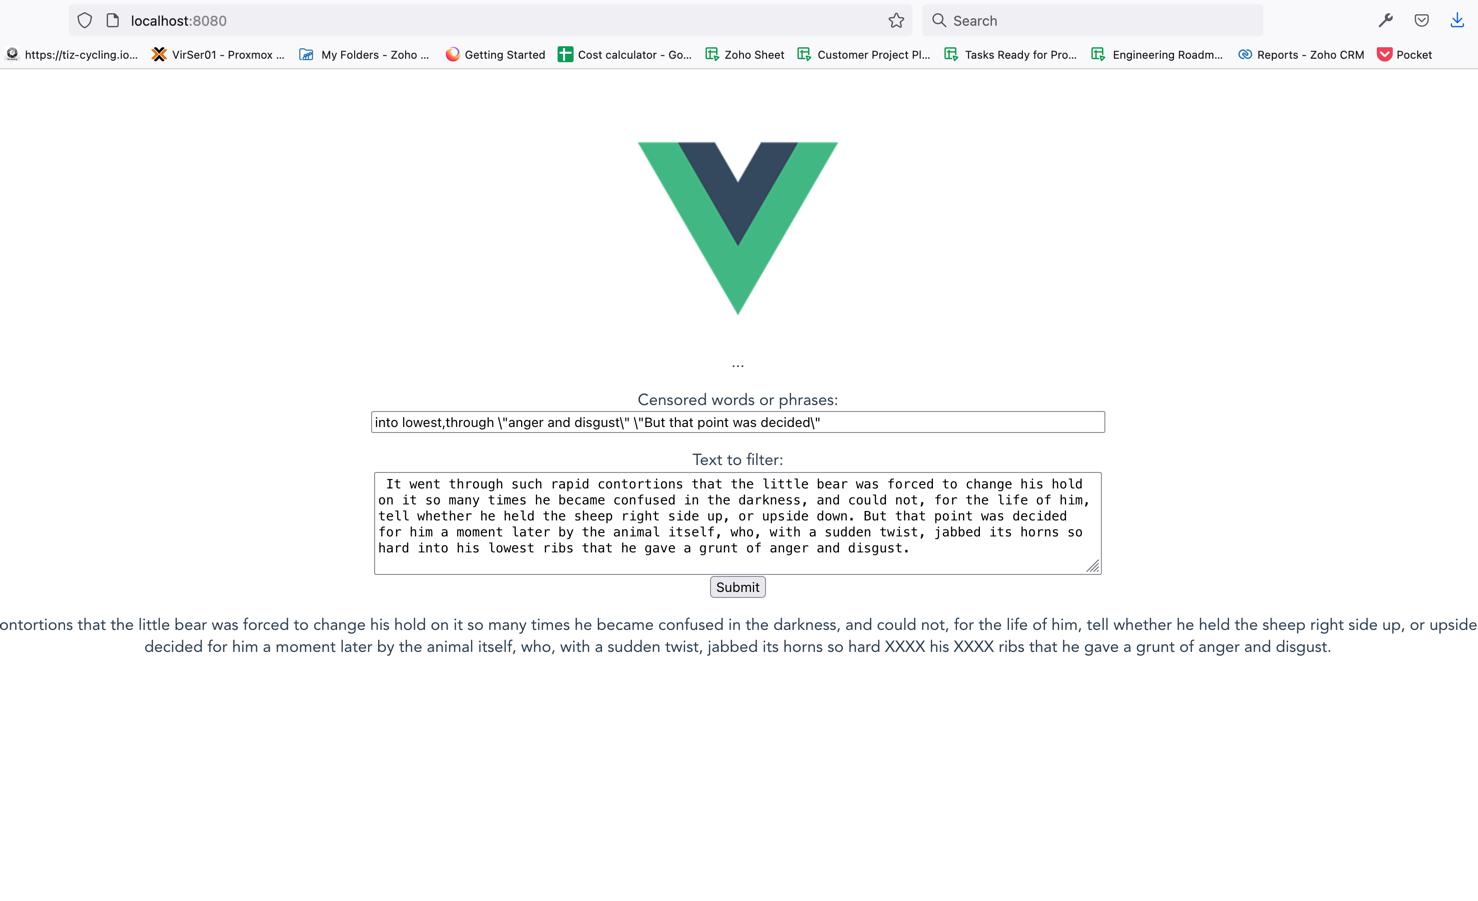 localhost:8080
Search
https://tiz-cycling.io... VirSer01 - Proxmox ... My Folders - Zoho ... Getting Started Cost calculator - Go... Zoho Sheet Customer Project Pl... Tasks Ready for Pro... Engineering Roadm... Reports - Zoho CRM Pocket
...
Censored words or phrases:
into lowest,through \"anger and disgust\" \"But that point was decided\"
Text to filter:
It went through such rapid contortions that the little bear was forced to change his hold
on it so many times he became confused in the darkness, and could not, for the life of him,
tell whether he held the sheep right side up, or upside down. But that point was decided
for him a moment later by the animal itself, who, with a sudden twist, jabbed its horns so
hard into his lowest ribs that he gave a grunt of anger and disgust.
Submit
ontortions that the little bear was forced to change his hold on it so many times he became confused in the darkness, and could not, for the life of him, tell whether he held the sheep right side up, or upside
decided for him a moment later by the animal itself, who, with a sudden twist, jabbed its horns so hard XXXX his XXXX ribs that he gave a grunt of anger and disgust.